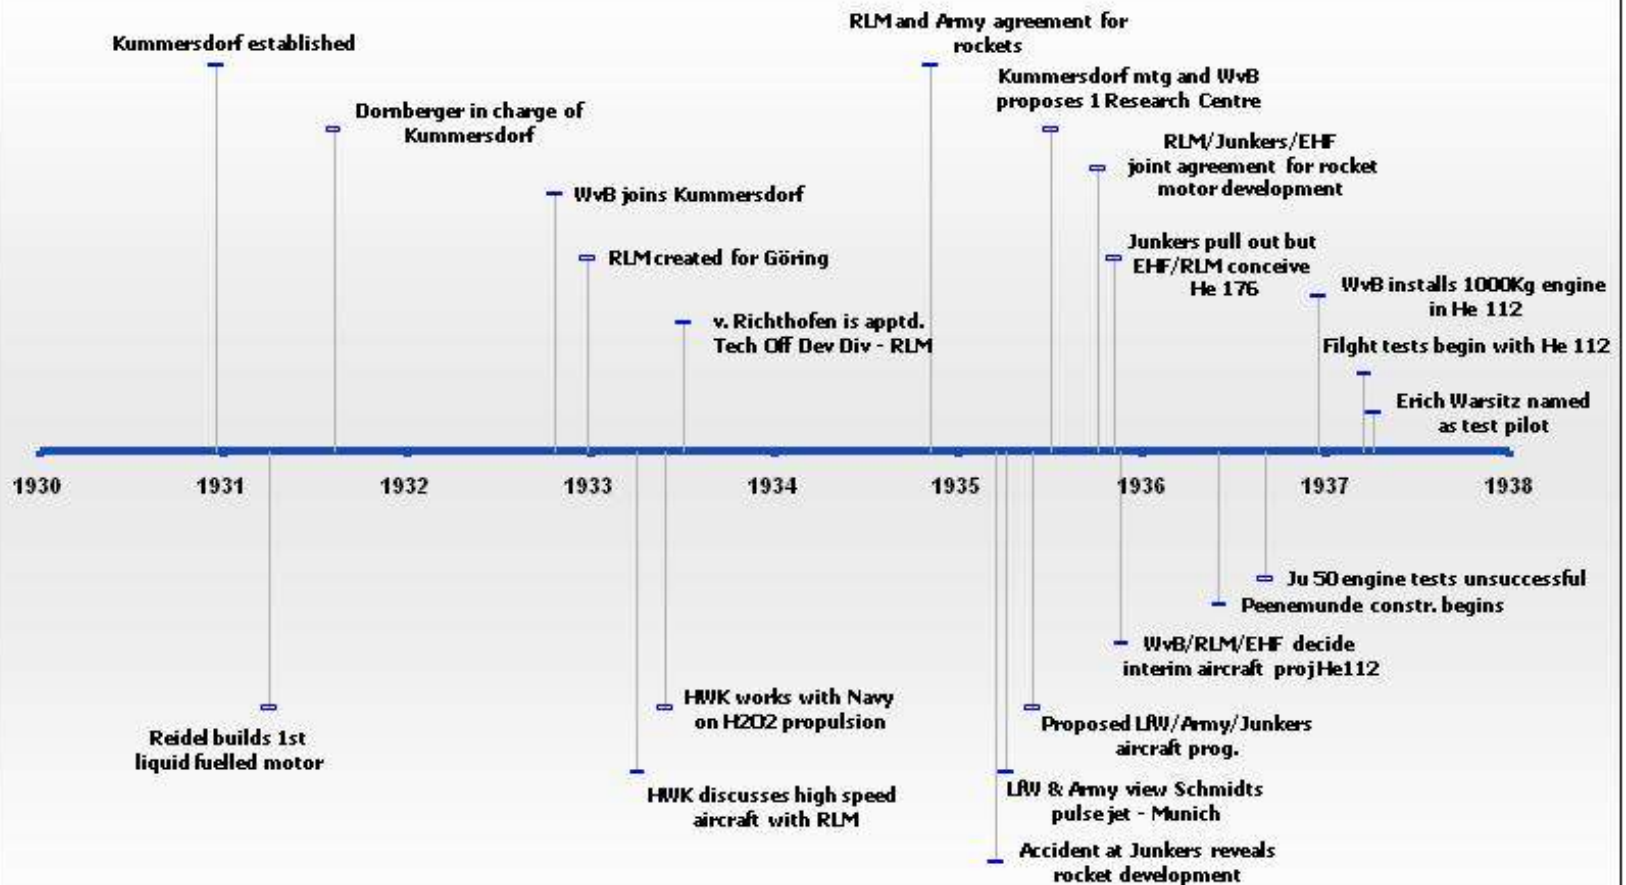 RLM and Army agreement for
rockets
Kummersdorf established
Kummersdorf mtg and WvB
proposes 1 Research Centre
Dornberger in charge of
Kummersdorf
RLM/Junkers/EHF
joint agreement for rocket
motor development
WvB joins Kummersdorf
RLM created for Göring
Junkers pull out but
EHF/RLM conceive
He 176
WvB installs 1000Kg engine
in He 112
v. Richthofen is apptd.
Tech Off Dev Div - RLM
Filght tests begin with He 112
Erich Warsitz named
as test pilot
1930 1931 1932 1933 1934 1935 1936 1937 1938
Ju 50 engine tests unsuccessful
Peenemunde constr. begins
WvB/RLM/EHF decide
interim aircraft proj He112
HWK works with Navy
on H2O2 propulsion
Proposed LfW/Army/Junkers
aircraft prog.
Reidel builds 1st
liquid fuelled motor
HWK discusses high speed
aircraft with RLM
LfW & Army view Schmidts
pulse jet - Munich
Accident at Junkers reveals
rocket development